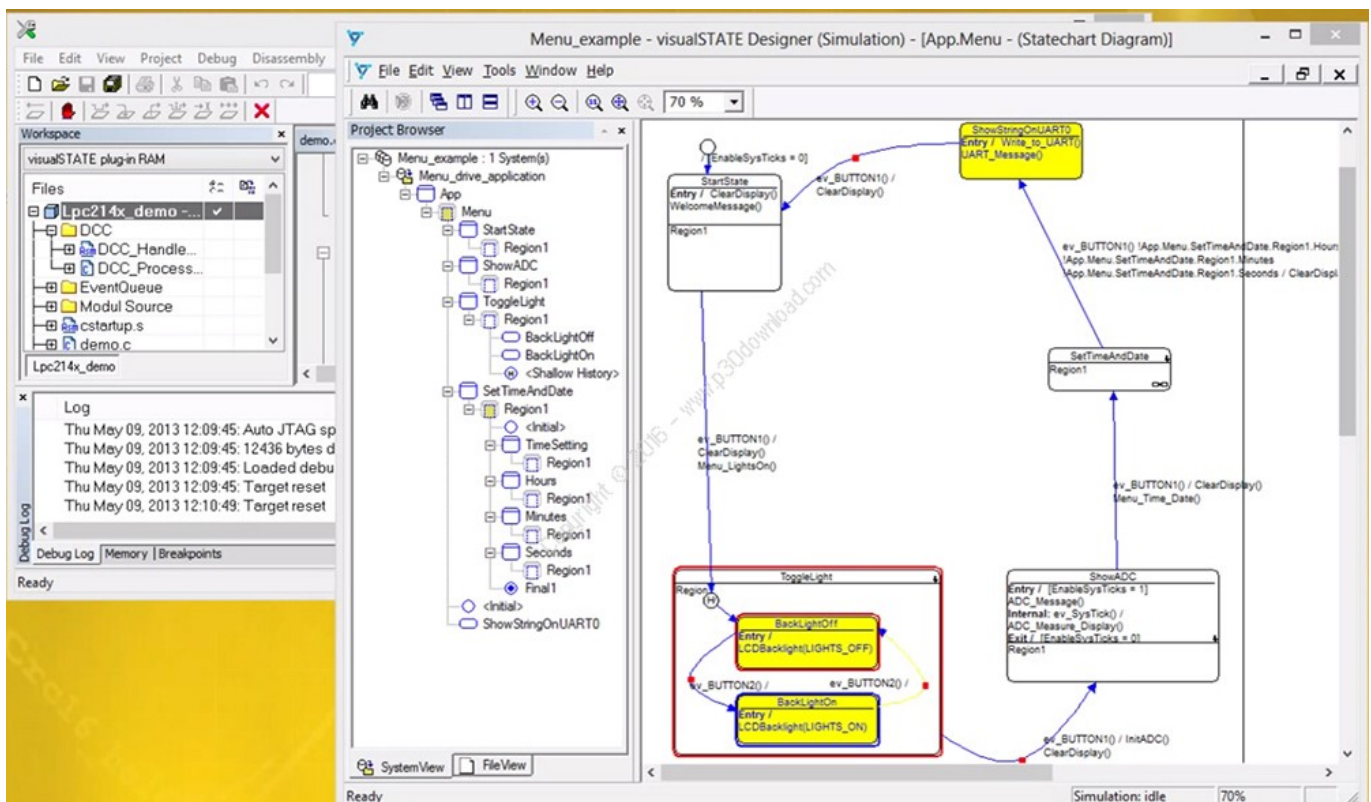 File Edit View Project Debug Disassembly
Workspace
visualSTATE plug-in RAM
Files
Lpc214x_demo -...
DCC
DCC_Handle...
DCC_Process...
EventQueue
Modul Source
cstartup.s
demo.c
Lpc214x_demo
Log
Thu May 09, 2013 12:09:45: Auto JTAG sp
Thu May 09, 2013 12:09:45: 12436 bytes d
Thu May 09, 2013 12:09:45: Loaded debu
Thu May 09, 2013 12:09:45: Target reset
Thu May 09, 2013 12:10:49: Target reset
Debug Log
Debug Log Memory Breakpoints
Ready
Menu_example - visualSTATE Designer (Simulation) - [App.Menu - (Statechart Diagram)]
File Edit View Tools Window Help
70 %
Project Browser
Menu_example : 1 System(s)
Menu_drive_application
App
Menu
StartState
Region1
ShowADC
Region1
ToggleLight
Region1
BackLightOff
BackLightOn
<Shallow History>
SetTimeAndDate
Region1
<Initial>
TimeSetting
Region1
Hours
Region1
Minutes
Region1
Seconds
Region1
Final1
<Initial>
ShowStringOnUART0
SystemView FileView
Ready
/ [EnableSysTicks = 0]
StartState
Entry / ClearDisplay()
WelcomeMessage()
Region1
ShowStringOnUART0
Entry / Write_to_UART()
UART_Message()
ev_BUTTON1() /
ClearDisplay()
ev_BUTTON1() !App.Menu.SetTimeAndDate.Region1.Hours
!App.Menu.SetTimeAndDate.Region1.Minutes
!App.Menu.SetTimeAndDate.Region1.Seconds / ClearDispl
SetTimeAndDate
Region1
ev_BUTTON1() /
ClearDisplay()
Menu_LightsOn()
ev_BUTTON1() / ClearDisplay()
Menu_Time_Date()
ToggleLight
Region
H
BackLightOff
Entry /
LCDBacklight(LIGHTS_OFF)
ev_BUTTON2() / ev_BUTTON2() /
BackLightOn
Entry /
LCDBacklight(LIGHTS_ON)
ShowADC
Entry / [EnableSysTicks = 1]
ADC_Message()
Internal: ev_SysTick() /
ADC_Measure_Display()
Exit / [EnableSysTicks = 0]
Region1
ev_BUTTON1() / InitADC()
ClearDisplay()
Simulation: idle 70%
Copyright © 2016 - www.p30download.com